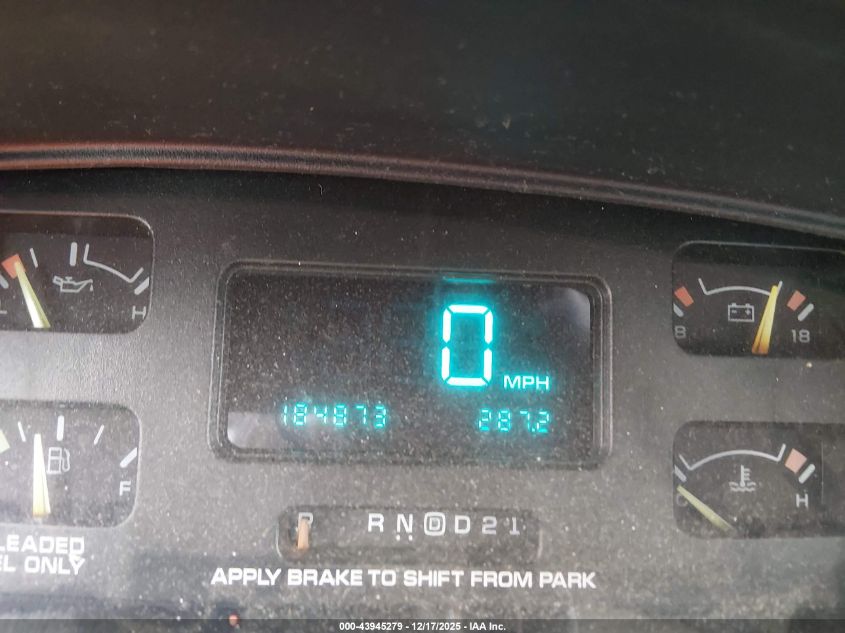 H
8 18
0 MPH
184873 287.2
F
H
P R N D D 2 1
LEADED
EL ONLY
APPLY BRAKE TO SHIFT FROM PARK
000-43945279 - 12/17/2025 - IAA Inc.